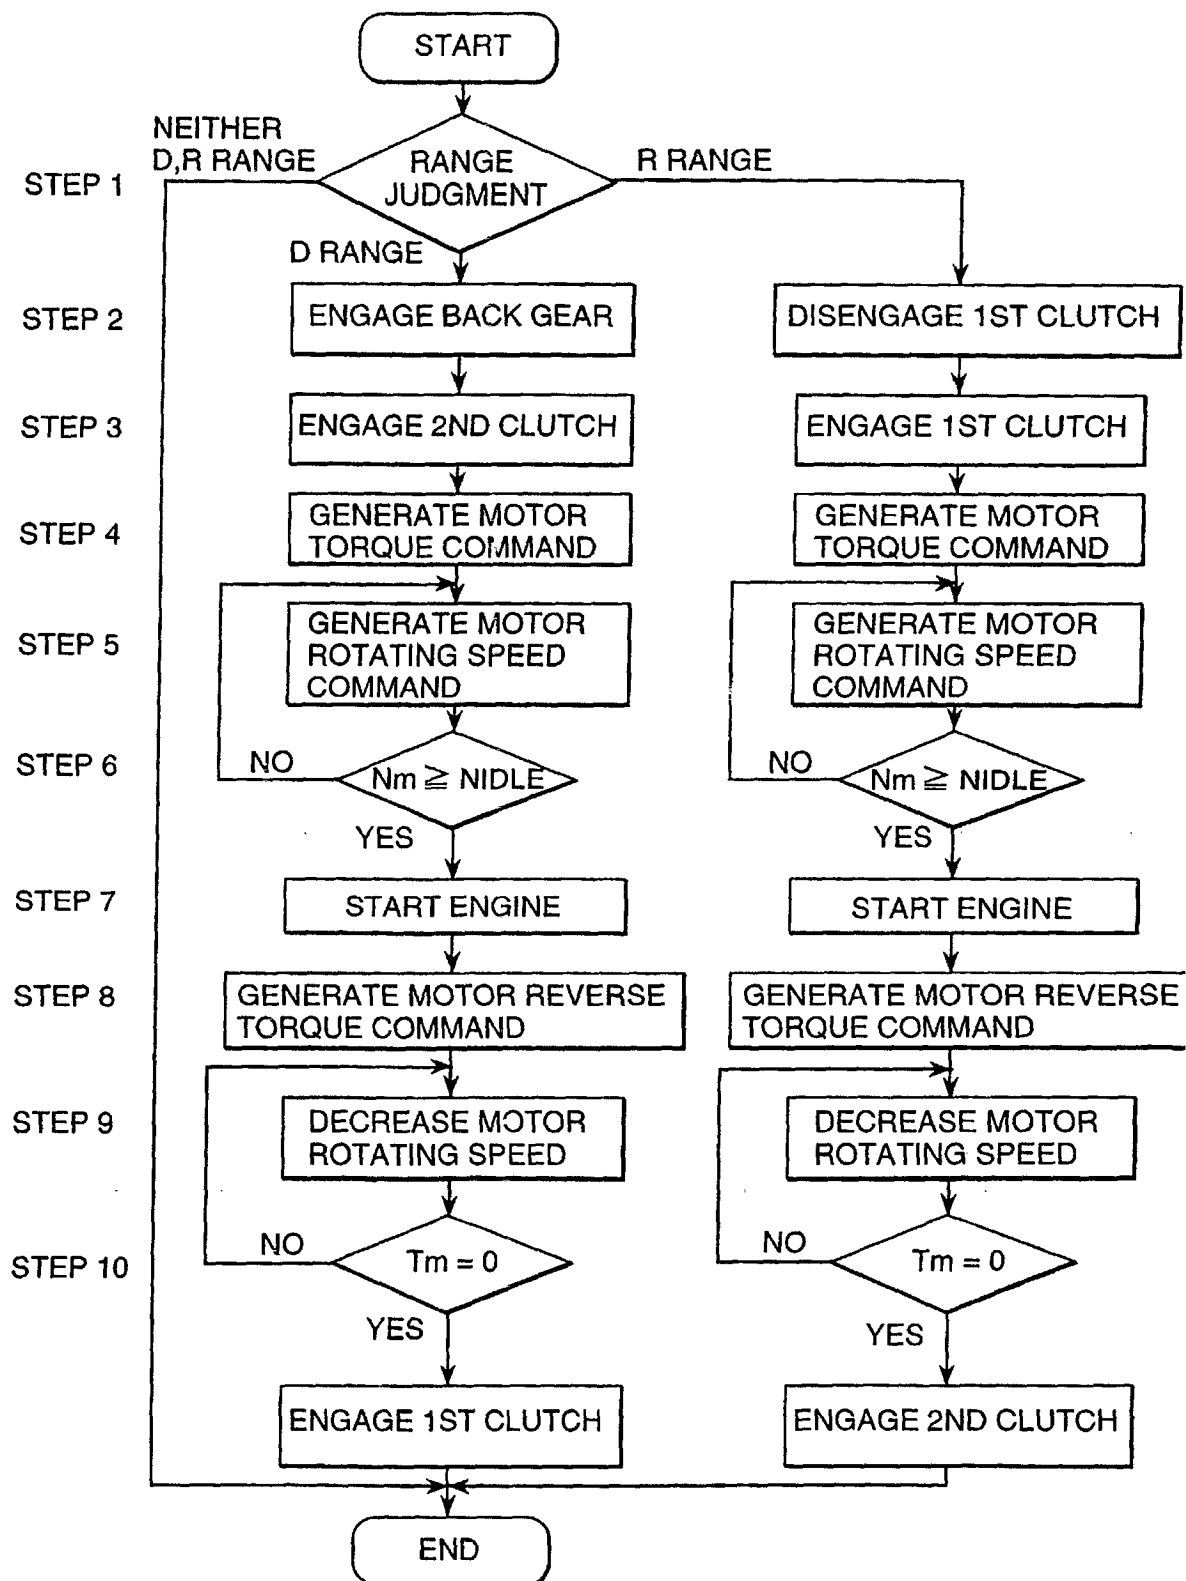 START
NEITHER
D,R RANGE
STEP 1
RANGE
JUDGMENT
R RANGE
D RANGE
STEP 2
ENGAGE BACK GEAR
DISENGAGE 1ST CLUTCH
STEP 3
ENGAGE 2ND CLUTCH
ENGAGE 1ST CLUTCH
STEP 4
GENERATE MOTOR
TORQUE COMMAND
GENERATE MOTOR
TORQUE COMMAND
STEP 5
GENERATE MOTOR
ROTATING SPEED
COMMAND
GENERATE MOTOR
ROTATING SPEED
COMMAND
STEP 6
NO
Nm ≧ NIDLE
YES
NO
Nm ≧ NIDLE
YES
STEP 7
START ENGINE
START ENGINE
STEP 8
GENERATE MOTOR REVERSE
TORQUE COMMAND
GENERATE MOTOR REVERSE
TORQUE COMMAND
STEP 9
DECREASE MOTOR
ROTATING SPEED
DECREASE MOTOR
ROTATING SPEED
STEP 10
NO
Tm = 0
YES
NO
Tm = 0
YES
ENGAGE 1ST CLUTCH
ENGAGE 2ND CLUTCH
END